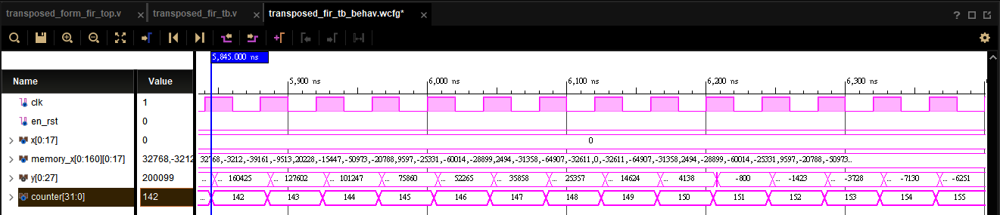 transposed_form_fir_top.v transposed_fir_tb.v transposed_fir_tb_behav.wcfg*
5,845.000 ns
Name Value 5,900 ns 6,000 ns 6,100 ns 6,200 ns 6,300 ns
clk 1
en_rst 0
x[0:17] 0 0
memory_x[0:160][0:17] 32768,-3212 32768,-3212,-39161,-9513,20228,-15447,-50973,-20788,9597,-25331,-60014,-28899,2494,-31358,-64907,-32611,0,-32611,-64907,-31358,2494,-28899,-60014,-25331,9597,-20788,-50973...
y[0:27] 200099 ... 160425 ... 127602 ... 101247 ... 75860 ... 52265 ... 35858 ... 25357 ... 14624 ... 4138 -800 ... -1423 ... -3728 ... -7130 ... -6251
counter[31:0] 142 ... 142 143 144 145 146 147 148 149 150 151 152 153 154 155